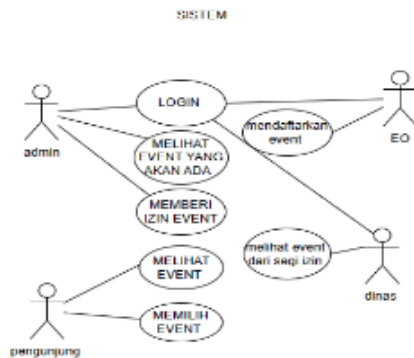 SISTEM
LOGIN
mendaftarkan
event
EO
admin
MELIHAT
EVENT YANG
AKAN ADA
MEMBERI
IZIN EVENT
MELIHAT
EVENT
melihat event
dari segi izin
dinas
MEMILIH
EVENT
pengunjung